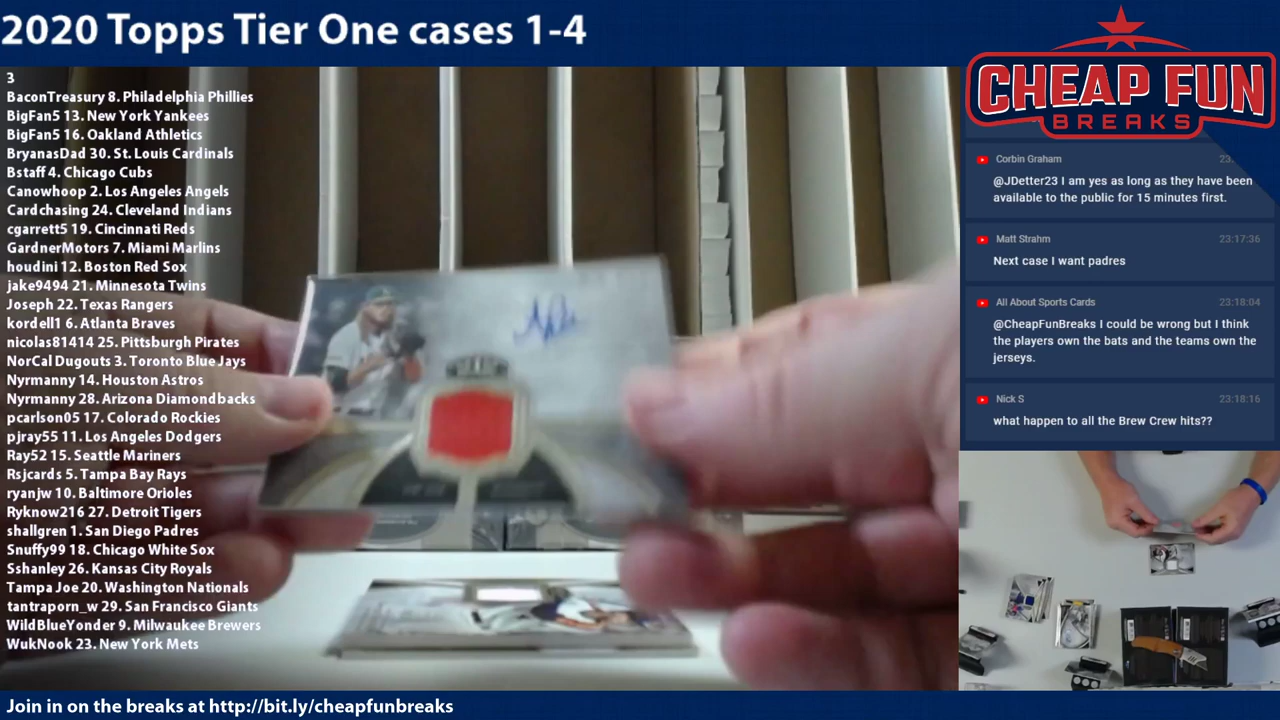 2020 Topps Tier One cases 1-4
3
BaconTreasury 8. Philadelphia Phillies
BigFan5 13. New York Yankees
BigFan5 16. Oakland Athletics
BryanasDad 30. St. Louis Cardinals
Bstaff 4. Chicago Cubs
Canowhoop 2. Los Angeles Angels
Cardchasing 24. Cleveland Indians
cgarrett5 19. Cincinnati Reds
GardnerMotors 7. Miami Marlins
houdini 12. Boston Red Sox
jake9494 21. Minnesota Twins
Joseph 22. Texas Rangers
kordell1 6. Atlanta Braves
nicolas81414 25. Pittsburgh Pirates
NorCal Dugouts 3. Toronto Blue Jays
Nyrmanny 14. Houston Astros
Nyrmanny 28. Arizona Diamondbacks
pcarlson05 17. Colorado Rockies
pjray55 11. Los Angeles Dodgers
Ray52 15. Seattle Mariners
Rsjcards 5. Tampa Bay Rays
ryanjw 10. Baltimore Orioles
Ryknow216 27. Detroit Tigers
shallgren 1. San Diego Padres
Snuffy99 18. Chicago White Sox
Sshanley 26. Kansas City Royals
Tampa Joe 20. Washington Nationals
tantraporn_w 29. San Francisco Giants
WildBlueYonder 9. Milwaukee Brewers
WukNook 23. New York Mets
CHEAP FUN
BREAKS
Corbin Graham
@JDetter23 I am yes as long as they have been
available to the public for 15 minutes first.
Matt Strahm 23:17:36
Next case I want padres
All About Sports Cards 23:18:04
@CheapFunBreaks I could be wrong but I think
the players own the bats and the teams own the
jerseys.
Nick S 23:18:16
what happen to all the Brew Crew hits??
Join in on the breaks at http://bit.ly/cheapfunbreaks